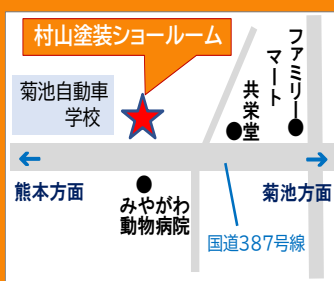 村山塗装ショールーム
菊池自動車
学校
共栄堂
ファミリー
マート
←
→
熊本方面
菊池方面
みやがわ
動物病院
国道387号線